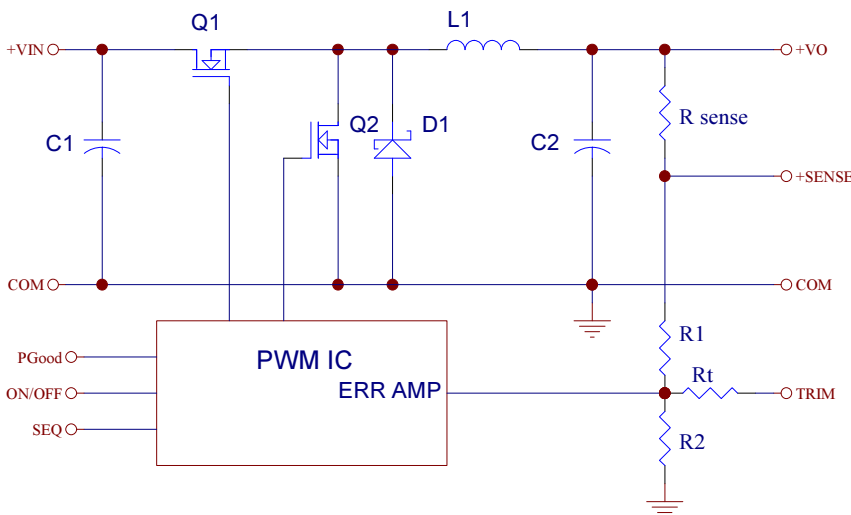 Q1
L1
+VIN
+VO
C1
Q2
D1
C2
R sense
+SENSE
COM
COM
R1
PGood
PWM IC
Rt
ON/OFF
ERR AMP
TRIM
SEQ
R2